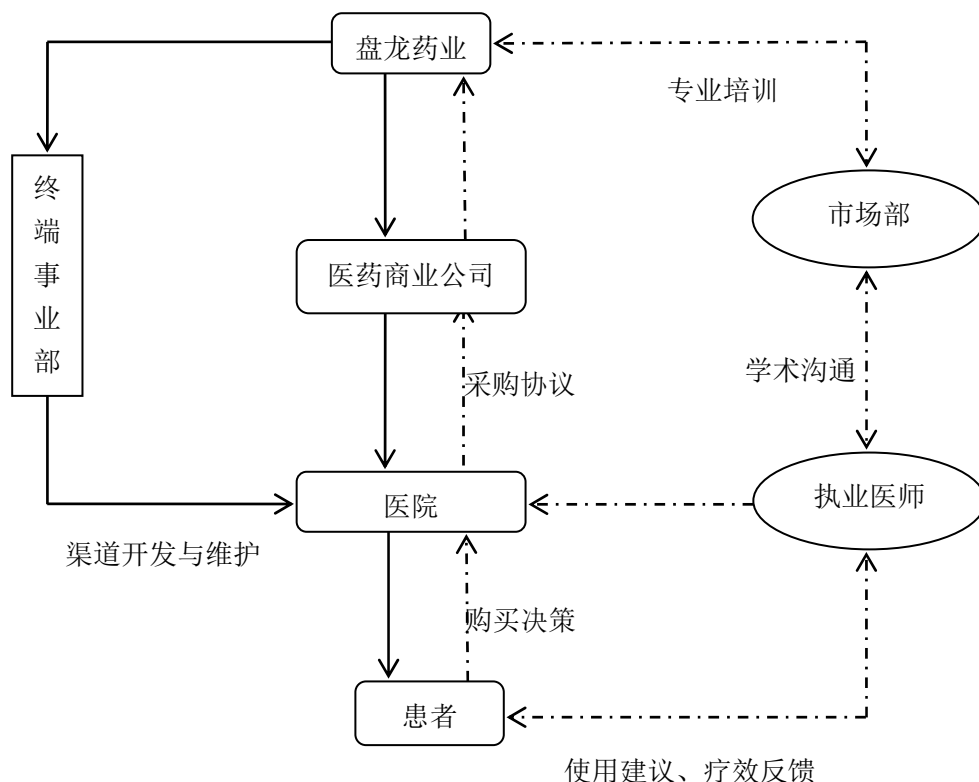 盘龙药业
专业培训
终端事业部
市场部
医药商业公司
学术沟通
采购协议
执业医师
医院
渠道开发与维护
购买决策
患者
使用建议、疗效反馈